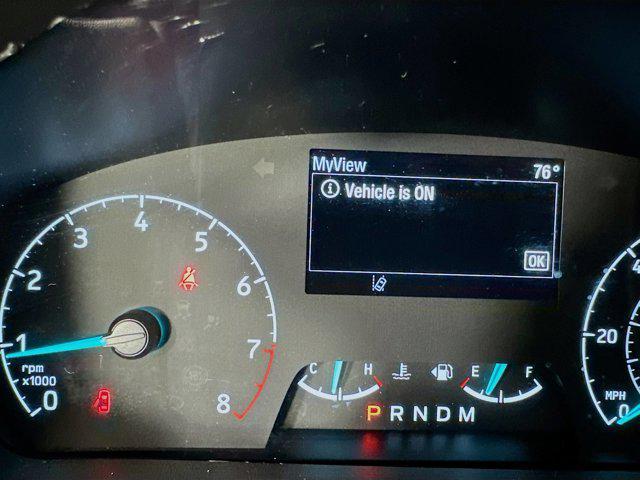 MyView 76°
Vehicle is ON
OK
0 1 2 3 4 5 6 7 8
rpm
x1000
C H E F
P R N D M
0 20 4
MPH